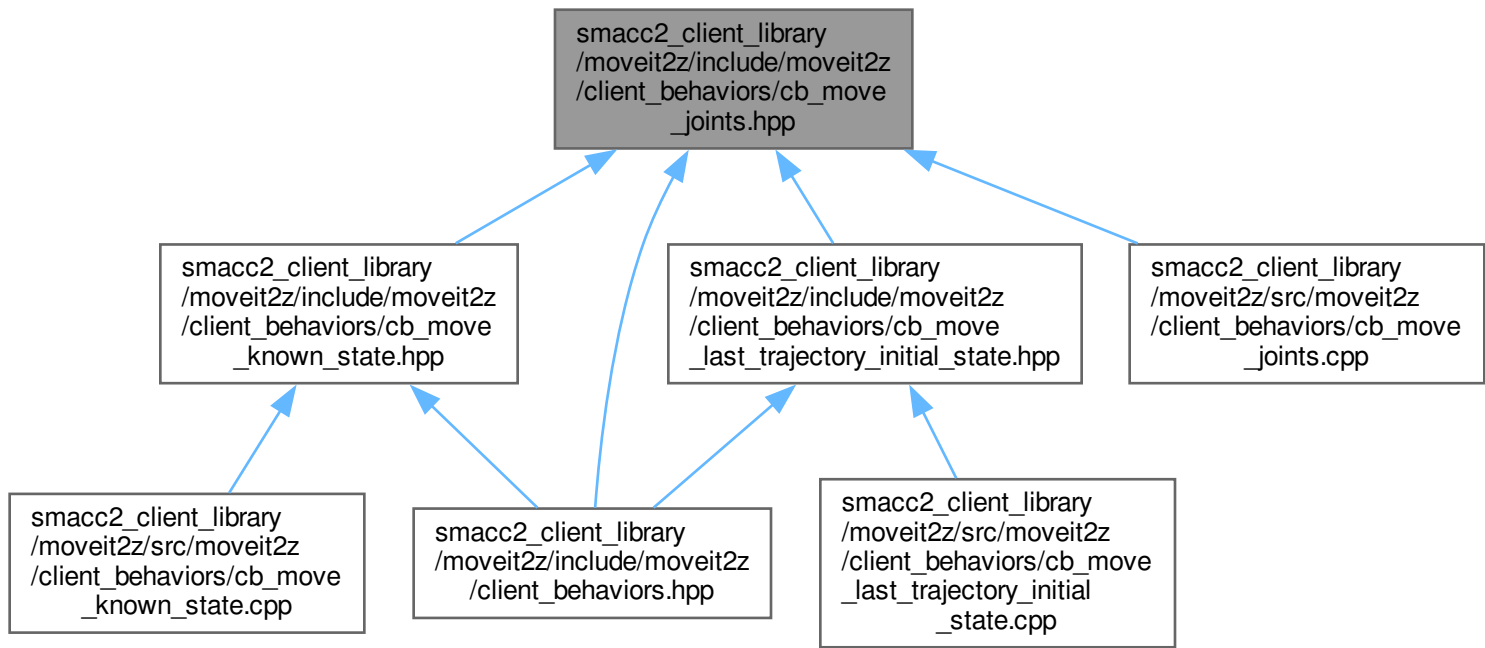 smacc2_client_library
/moveit2z/include/moveit2z
/client_behaviors/cb_move
_joints.hpp
smacc2_client_library
/moveit2z/include/moveit2z
/client_behaviors/cb_move
_known_state.hpp
smacc2_client_library
/moveit2z/include/moveit2z
/client_behaviors/cb_move
_last_trajectory_initial_state.hpp
smacc2_client_library
/moveit2z/src/moveit2z
/client_behaviors/cb_move
_joints.cpp
smacc2_client_library
/moveit2z/src/moveit2z
/client_behaviors/cb_move
_known_state.cpp
smacc2_client_library
/moveit2z/include/moveit2z
/client_behaviors.hpp
smacc2_client_library
/moveit2z/src/moveit2z
/client_behaviors/cb_move
_last_trajectory_initial
_state.cpp